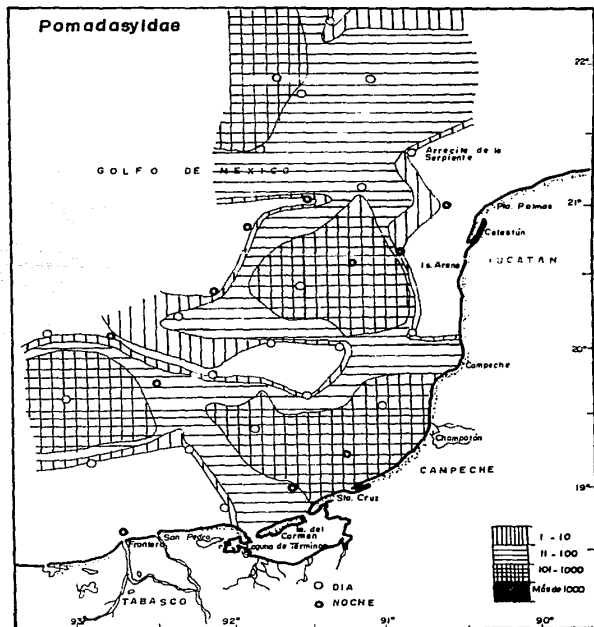 Pomadasyidae
22°
GOLFO DE MEXICO
Arrecife de la
Serpiente
Pta. Palmas
21°
Celestún
Is. Arena
YUCATAN
20°
Campeche
Champotón
CAMPECHE
19°
Sta. Cruz
Is. del
Carmen
Laguna de Términos
San Pedro
Frontera
TABASCO
DIA
NOCHE
1 - 10
11 - 100
101 - 1000
Más de 1000
93°
92°
91°
90°